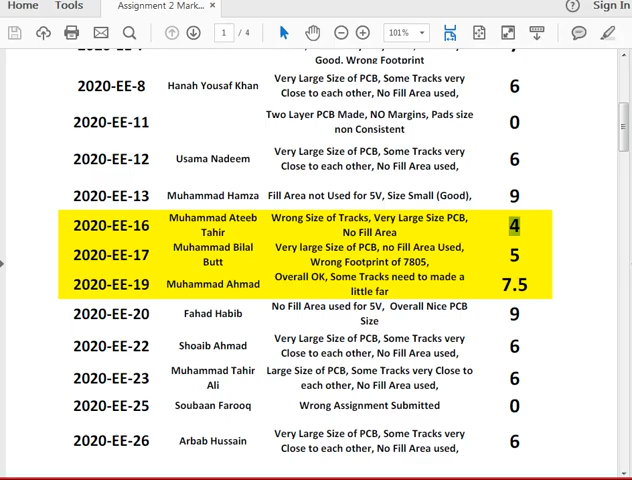 Home Tools Assignment 2 Mark... × Sign In
1 / 4 101%
Good. Wrong Footprint
2020-EE-8 Hanah Yousaf Khan Very Large Size of PCB, Some Tracks very Close to each other, No Fill Area used, 6
2020-EE-11 Two Layer PCB Made, NO Margins, Pads size non Consistent 0
2020-EE-12 Usama Nadeem Very Large Size of PCB, Some Tracks very Close to each other, No Fill Area used, 6
2020-EE-13 Muhammad Hamza Fill Area not Used for 5V, Size Small (Good), 9
2020-EE-16 Muhammad Ateeb Tahir Wrong Size of Tracks, Very Large Size PCB, No Fill Area 4
2020-EE-17 Muhammad Bilal Butt Very large Size of PCB, no Fill Area Used, Wrong Footprint of 7805, 5
2020-EE-19 Muhammad Ahmad Overall OK, Some Tracks need to made a little far 7.5
2020-EE-20 Fahad Habib No Fill Area used for 5V, Overall Nice PCB Size 9
2020-EE-22 Shoaib Ahmad Very Large Size of PCB, Some Tracks very Close to each other, No Fill Area used, 6
2020-EE-23 Muhammad Tahir Ali Large Size of PCB, Some Tracks very Close to each other, No Fill Area used, 6
2020-EE-25 Soubaan Farooq Wrong Assignment Submitted 0
2020-EE-26 Arbab Hussain Very Large Size of PCB, Some Tracks very Close to each other, No Fill Area used, 6